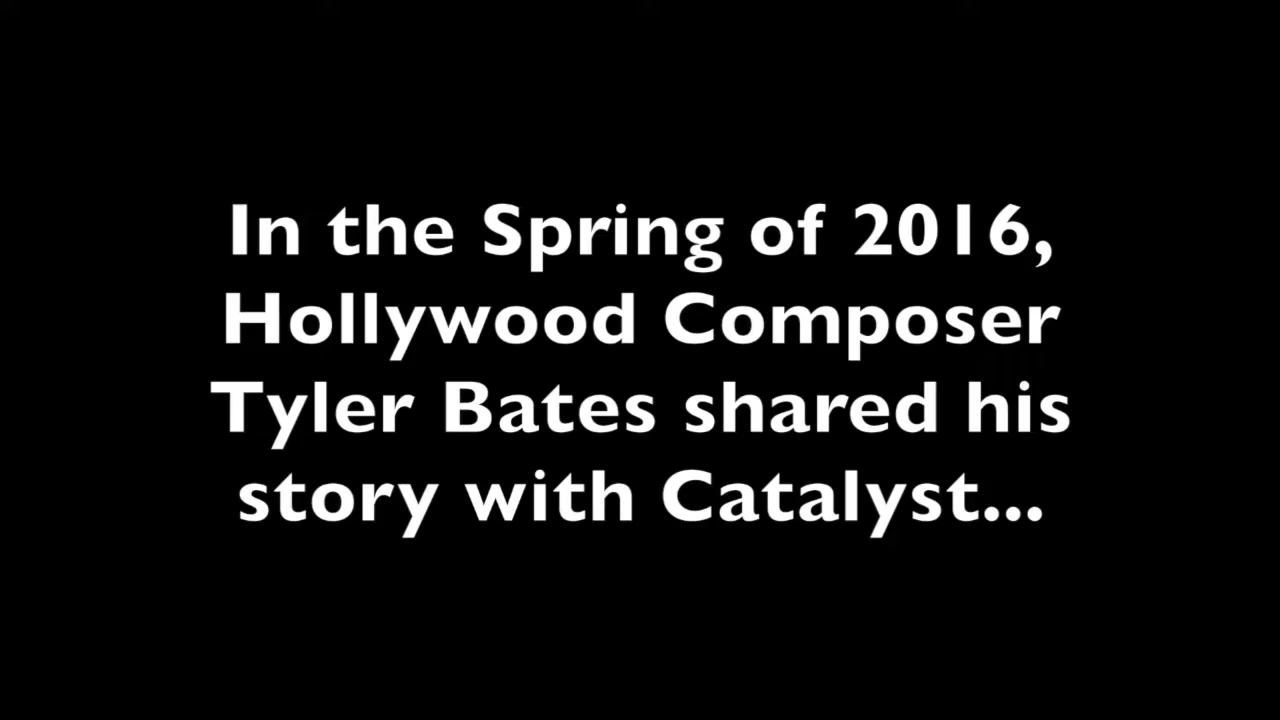 In the Spring of 2016,
Hollywood Composer
Tyler Bates shared his
story with Catalyst...